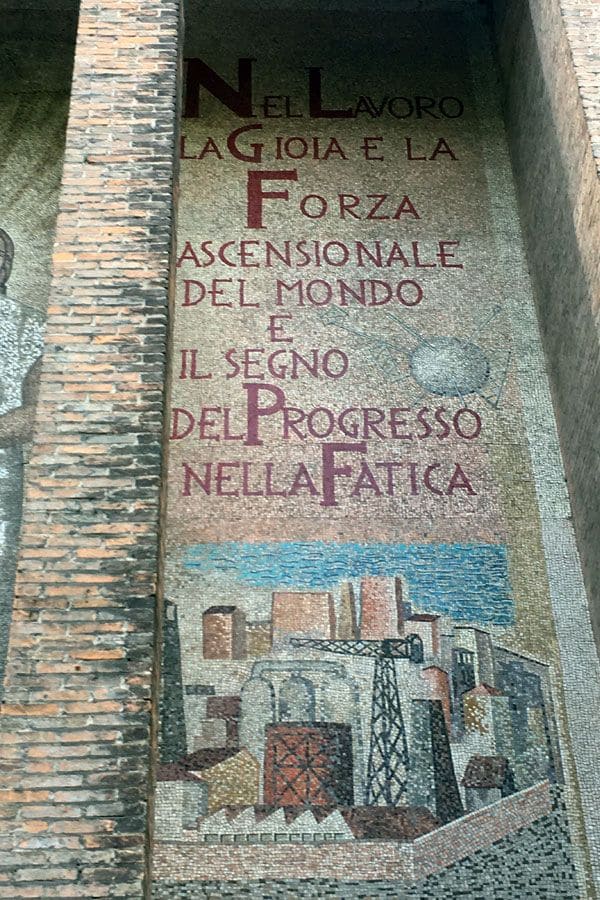 NEL LAVORO
LA GIOIA E LA
FORZA
ASCENSIONALE
DEL MONDO
E
IL SEGNO
DEL PROGRESSO
NELLA FATICA